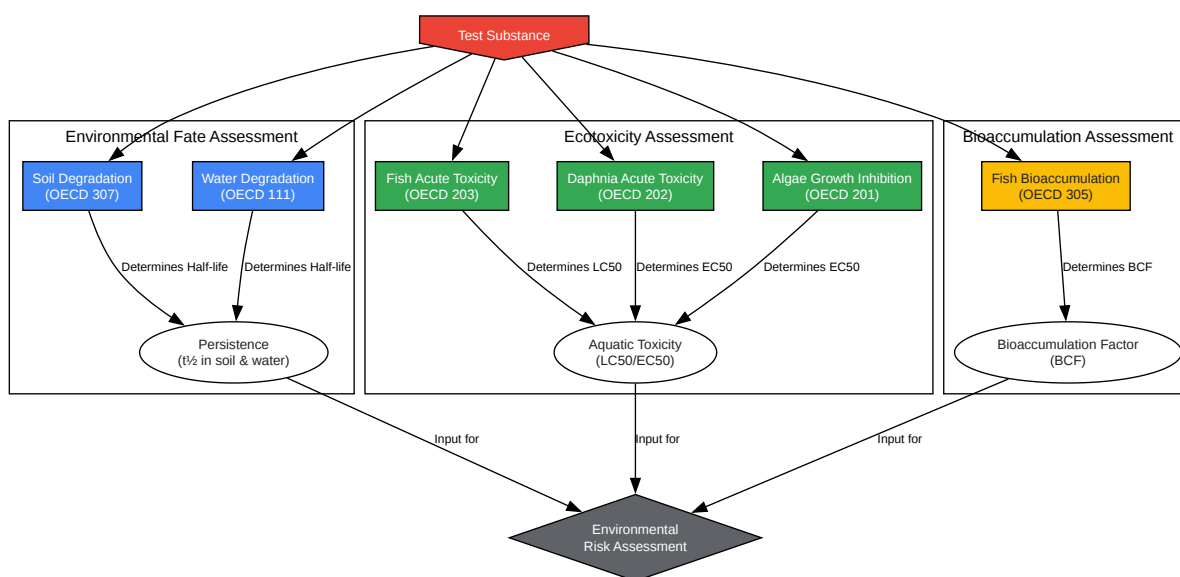 Test Substance
Environmental Fate Assessment
Ecotoxicity Assessment
Bioaccumulation Assessment
Soil Degradation
(OECD 307)
Water Degradation
(OECD 111)
Fish Acute Toxicity
(OECD 203)
Daphnia Acute Toxicity
(OECD 202)
Algae Growth Inhibition
(OECD 201)
Fish Bioaccumulation
(OECD 305)
Determines Half-life
Determines Half-life
Determines LC50
Determines EC50
Determines EC50
Determines BCF
Persistence
(t½ in soil & water)
Aquatic Toxicity
(LC50/EC50)
Bioaccumulation Factor
(BCF)
Input for
Input for
Input for
Environmental
Risk Assessment